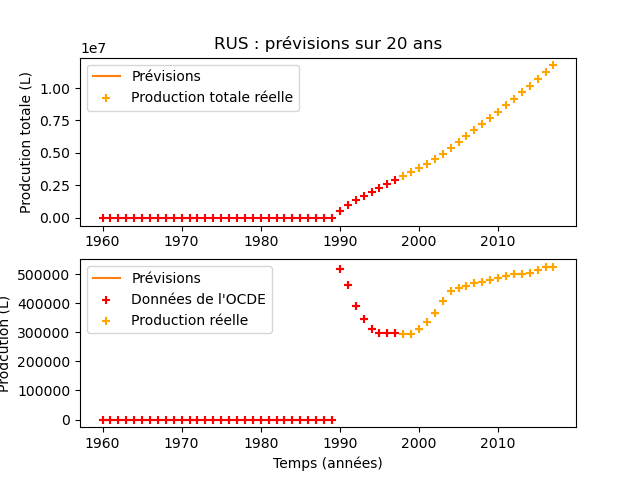 RUS : prévisions sur 20 ans
1e7
Prodcution totale (L)
1.00
0.75
0.50
0.25
0.00
Prévisions
Production totale réelle
1960 1970 1980 1990 2000 2010
Prodcution (L)
500000
400000
300000
200000
100000
0
Prévisions
Données de l'OCDE
Production réelle
1960 1970 1980 1990 2000 2010
Temps (années)